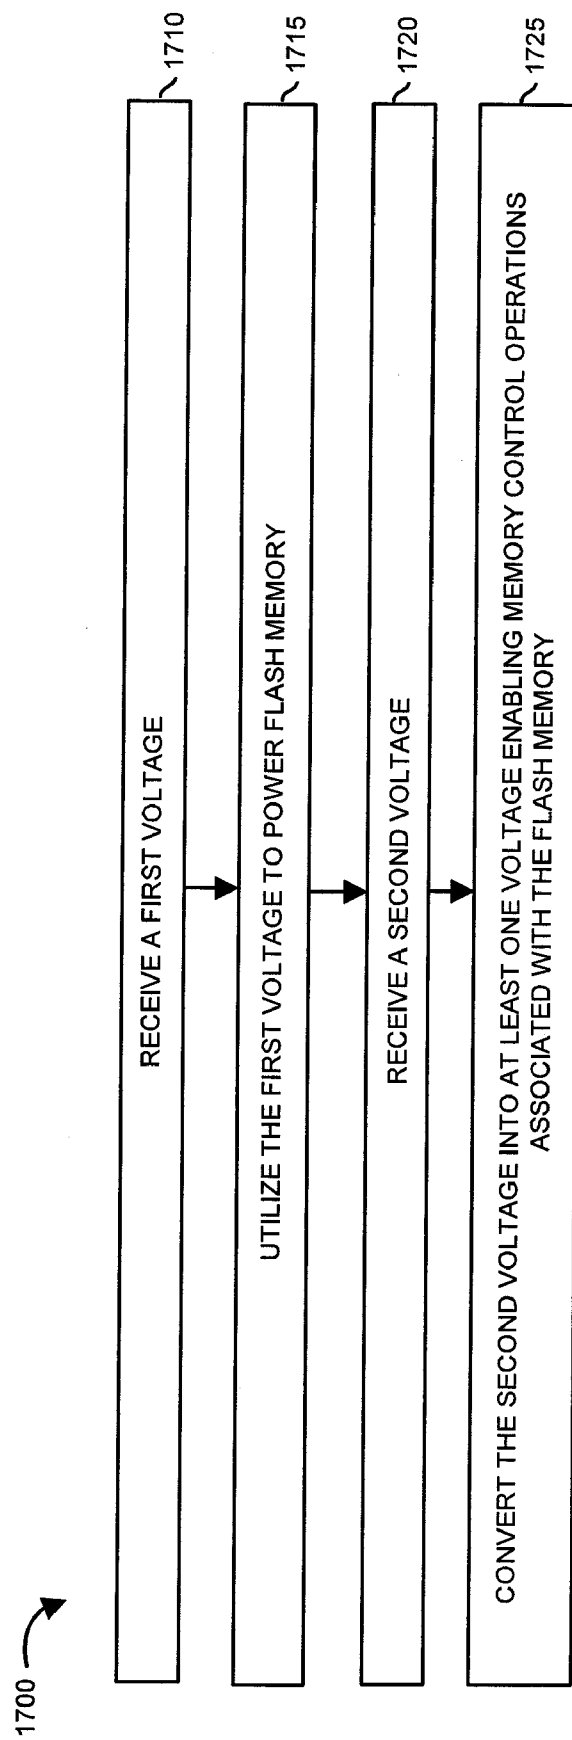 1700
RECEIVE A FIRST VOLTAGE
1710
UTILIZE THE FIRST VOLTAGE TO POWER FLASH MEMORY
1715
RECEIVE A SECOND VOLTAGE
1720
CONVERT THE SECOND VOLTAGE INTO AT LEAST ONE VOLTAGE ENABLING MEMORY CONTROL OPERATIONS
ASSOCIATED WITH THE FLASH MEMORY
1725